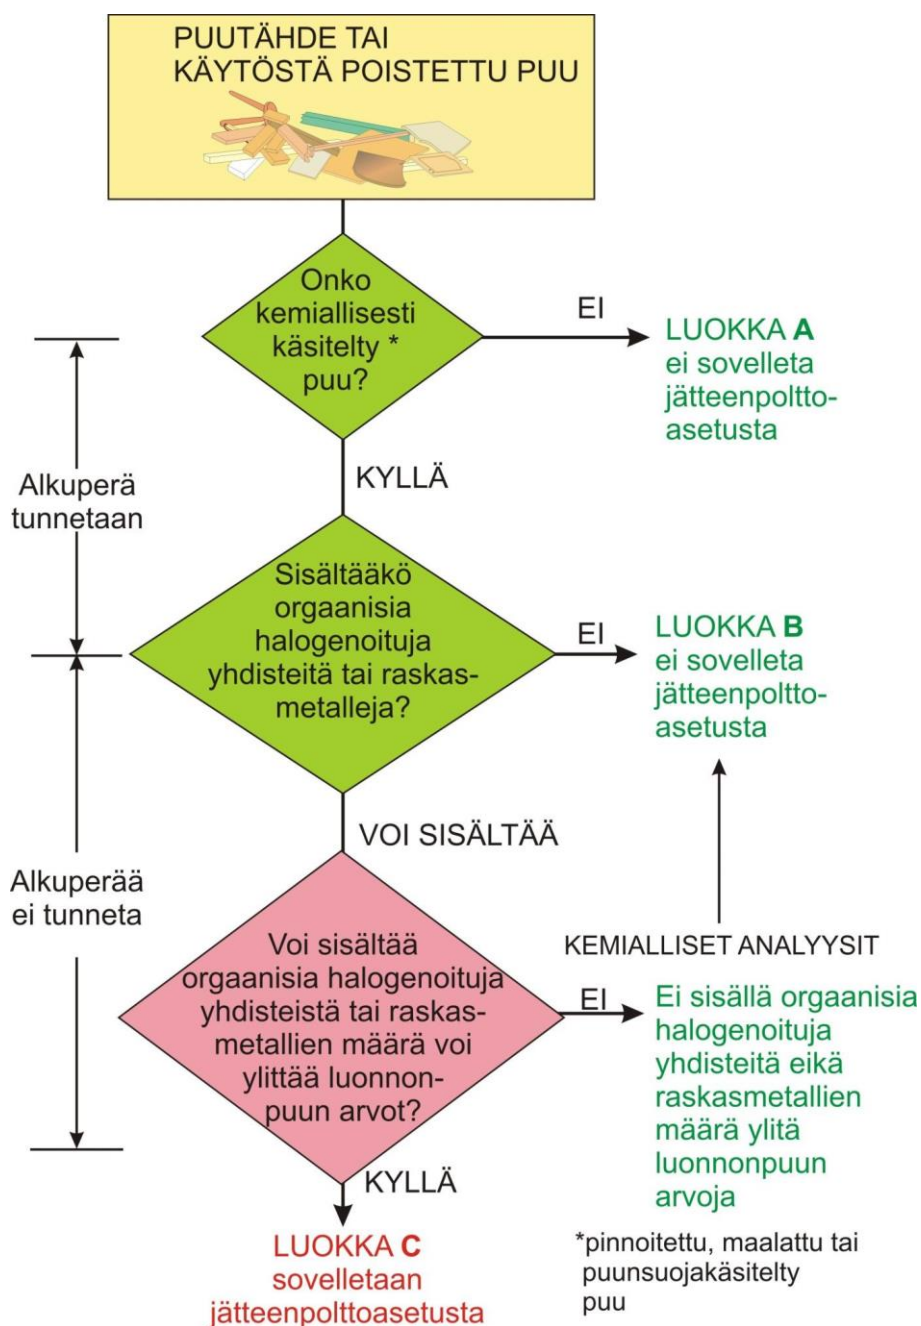 PUUTÄHDE TAI
KÄYTÖSTÄ POISTETTU PUU
Onko
kemiallisesti
käsitelty *
puu?
EI
LUOKKA A
ei sovelleta
jätteenpoltto-
asetusta
Alkuperä
tunnetaan
KYLLÄ
Sisältääkö
orgaanisia
halogenoituja
yhdisteitä tai raskas-
metalleja?
EI
LUOKKA B
ei sovelleta
jätteenpoltto-
asetusta
VOI SISÄLTÄÄ
Alkuperää
ei tunneta
KEMIALLISET ANALYYSIT
Voi sisältää
orgaanisia halogenoituja
yhdisteistä tai raskas-
metallien määrä voi
ylittää luonnon-
puun arvot?
EI
Ei sisällä orgaanisia
halogenoituja
yhdisteitä eikä
raskasmetallien
määrä ylitä
luonnonpuun
arvoja
KYLLÄ
LUOKKA C
sovelletaan
jätteenpolttoasetusta
*pinnoitettu, maalattu tai
puunsuojakäsitelty
puu